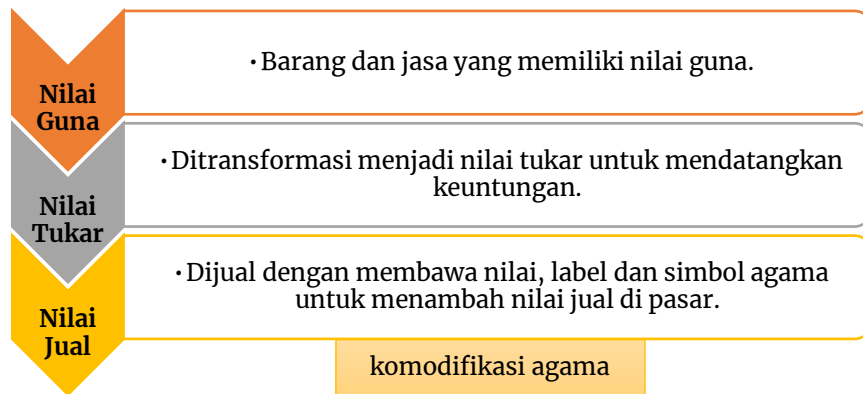 Nilai
Guna
• Barang dan jasa yang memiliki nilai guna.
Nilai
Tukar
• Ditransformasi menjadi nilai tukar untuk mendatangkan
keuntungan.
Nilai
Jual
• Dijual dengan membawa nilai, label dan simbol agama
untuk menambah nilai jual di pasar.
komodifikasi agama